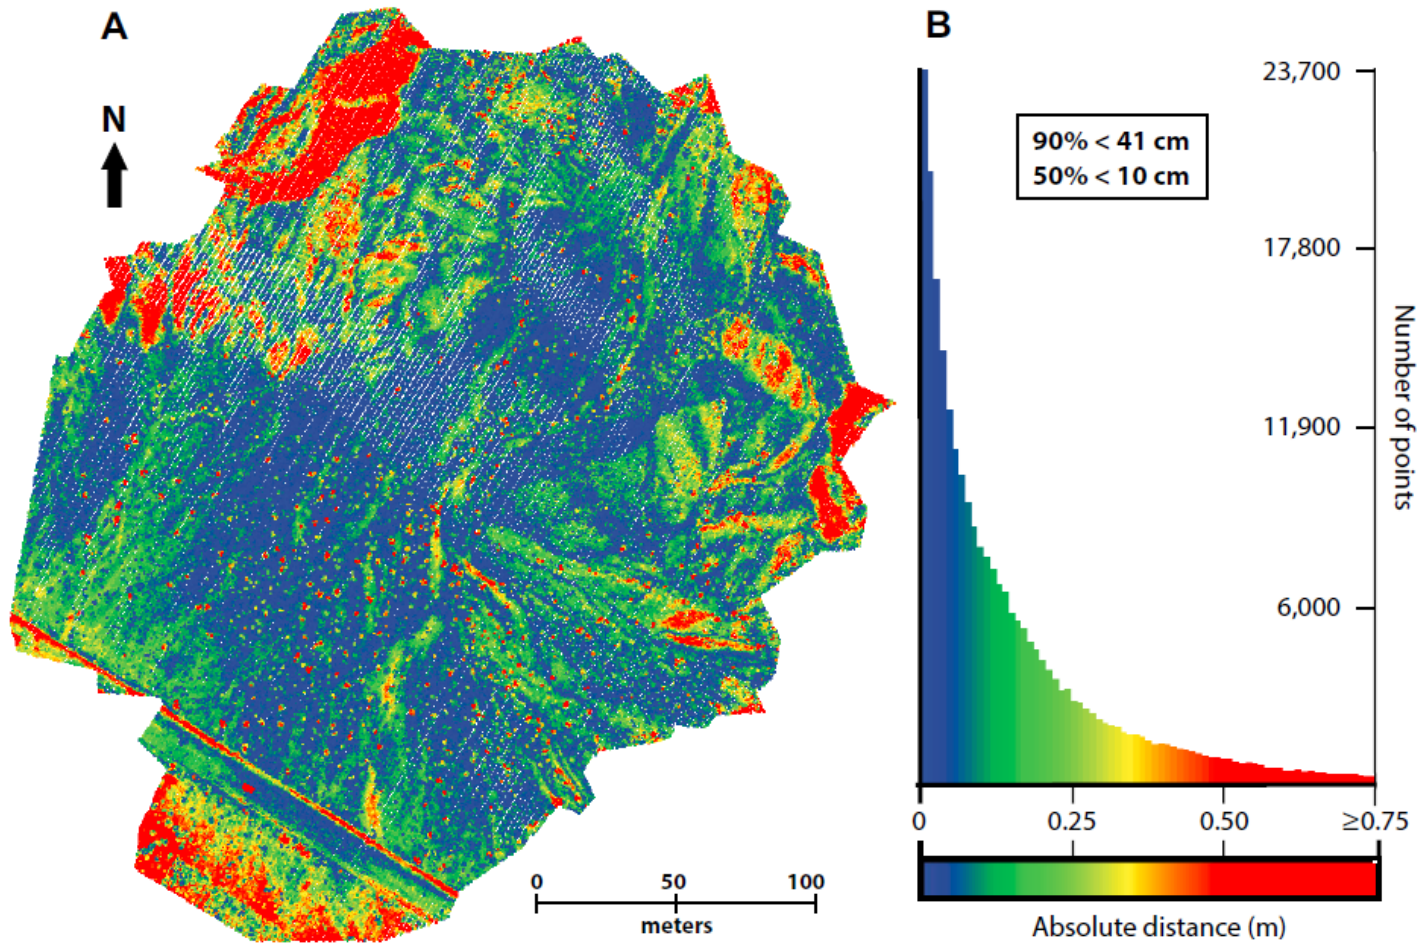 A
N
0 50 100
meters
B
90% < 41 cm
50% < 10 cm
23,700
17,800
11,900
6,000
Number of points
0 0.25 0.50 ≥0.75
Absolute distance (m)